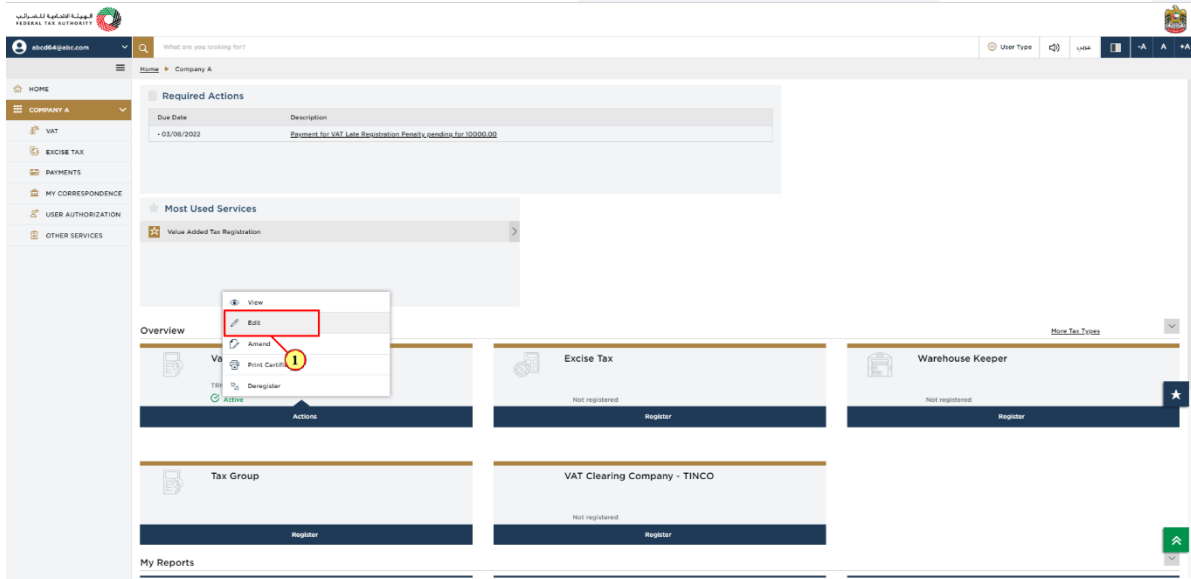 الهيئة الاتحادية للضرائب
FEDERAL TAX AUTHORITY
abcd64@abc.com
What are you looking for?
User Type
عربي
-A
A
+A
Home
Company A
HOME
COMPANY A
VAT
EXCISE TAX
PAYMENTS
MY CORRESPONDENCE
USER AUTHORIZATION
OTHER SERVICES
Required Actions
Due Date Description
- 03/08/2022 Payment for VAT Late Registration Penalty pending for 10000.00
Most Used Services
Value Added Tax Registration
View
Edit
Amend
Print Certifi
Deregister
1
Overview
More Tax Types
Va
TRN
Active
Actions
Excise Tax
Not registered
Register
Warehouse Keeper
Not registered
Register
Tax Group
Register
VAT Clearing Company - TINCO
Not registered
Register
My Reports